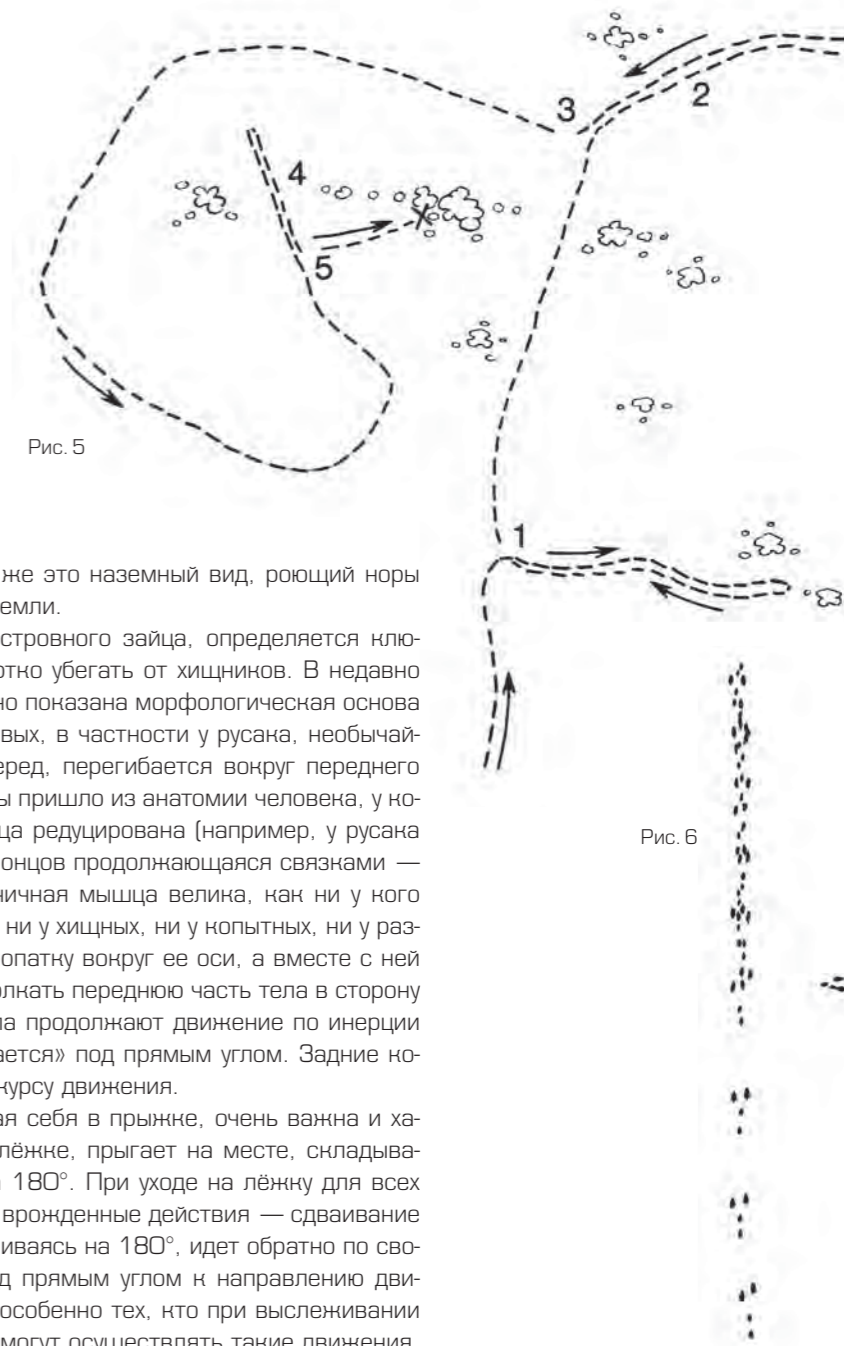 3
2
4
5
Рис. 5
1
же это наземный вид, роющий норы
емли.
стровного зайца, определяется клю-
отко убегать от хищников. В недавно
но показана морфологическая основа
вых, в частности у русака, необычай-
еред, перегибается вокруг переднего
ы пришло из анатомии человека, у ко-
ца редуцирована (например, у русака
онцов продолжающаяся связками —
ничная мышца велика, как ни у кого
ни у хищных, ни у копытных, ни у раз-
опатку вокруг ее оси, а вместе с ней
олкать переднюю часть тела в сторону
ла продолжают движение по инерции
ается» под прямым углом. Задние ко-
курсу движения.
ая себя в прыжке, очень важна и ха-
лёжке, прыгает на месте, складыва-
а 180°. При уходе на лёжку для всех
врожденные действия — сдваивание
иваясь на 180°, идет обратно по сво-
д прямым углом к направлению дви-
особенно тех, кто при выслеживании
могут осуществлять такие движения,
Рис. 6